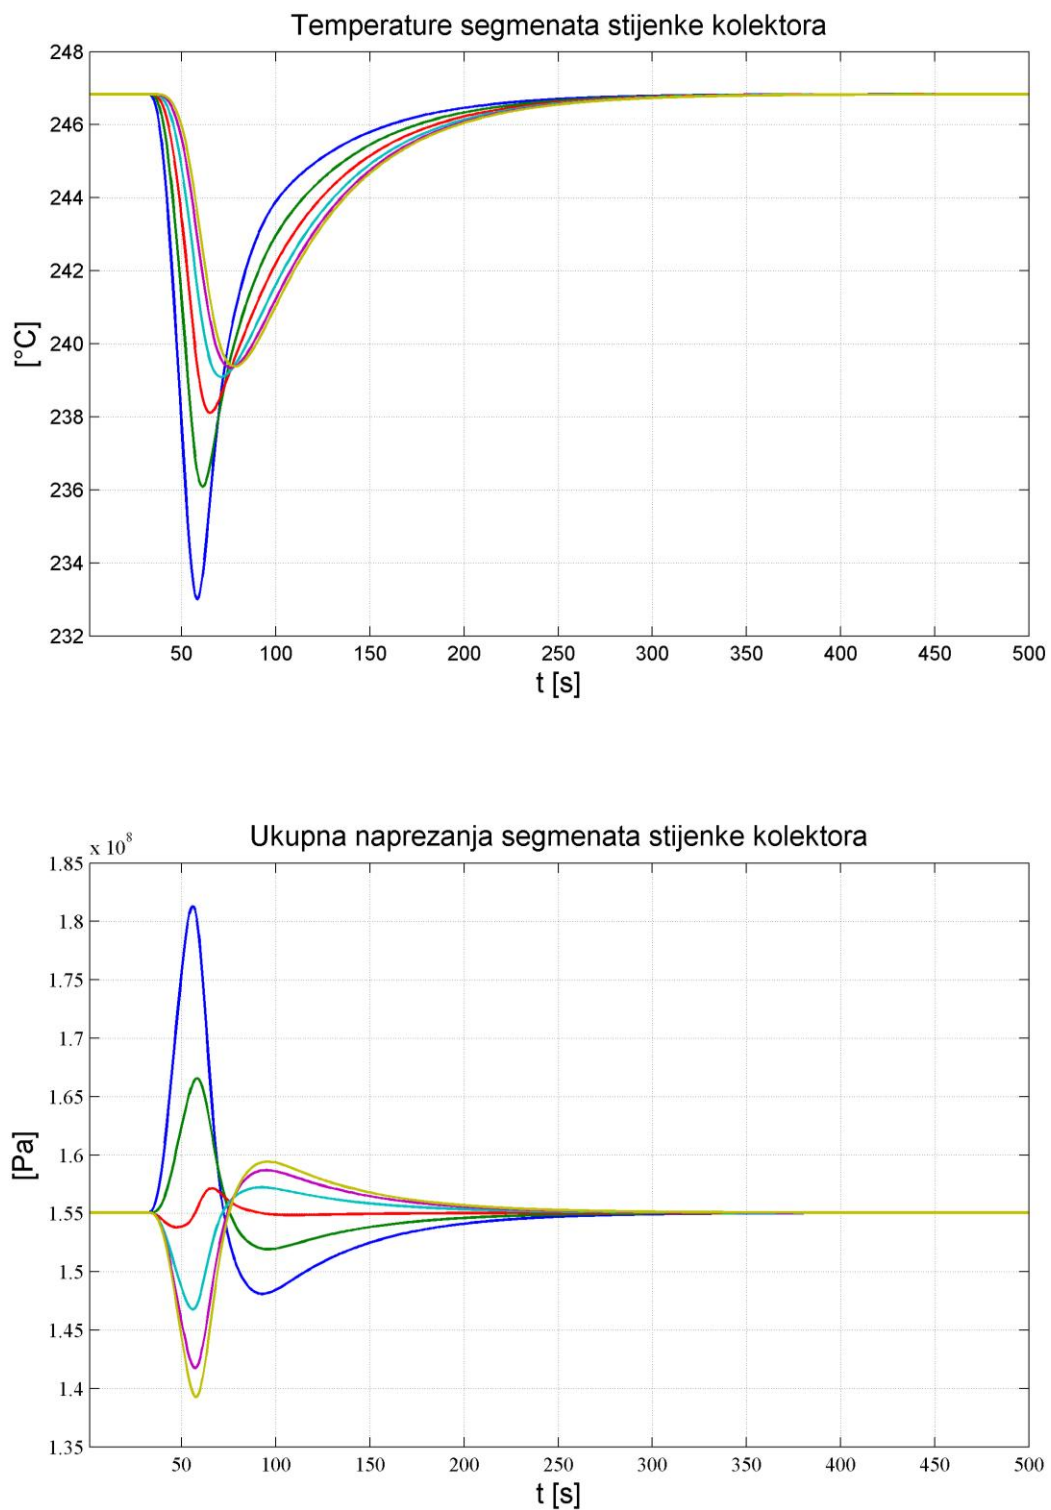 Temperature segmenata stijenke kolektora
248
246
244
242
240
238
236
234
232
[°C]
50 100 150 200 250 300 350 400 450 500
t [s]
Ukupna naprezanja segmenata stijenke kolektora
x 10⁸
1.85
1.8
1.75
1.7
1.65
1.6
1.55
1.5
1.45
1.4
1.35
[Pa]
50 100 150 200 250 300 350 400 450 500
t [s]